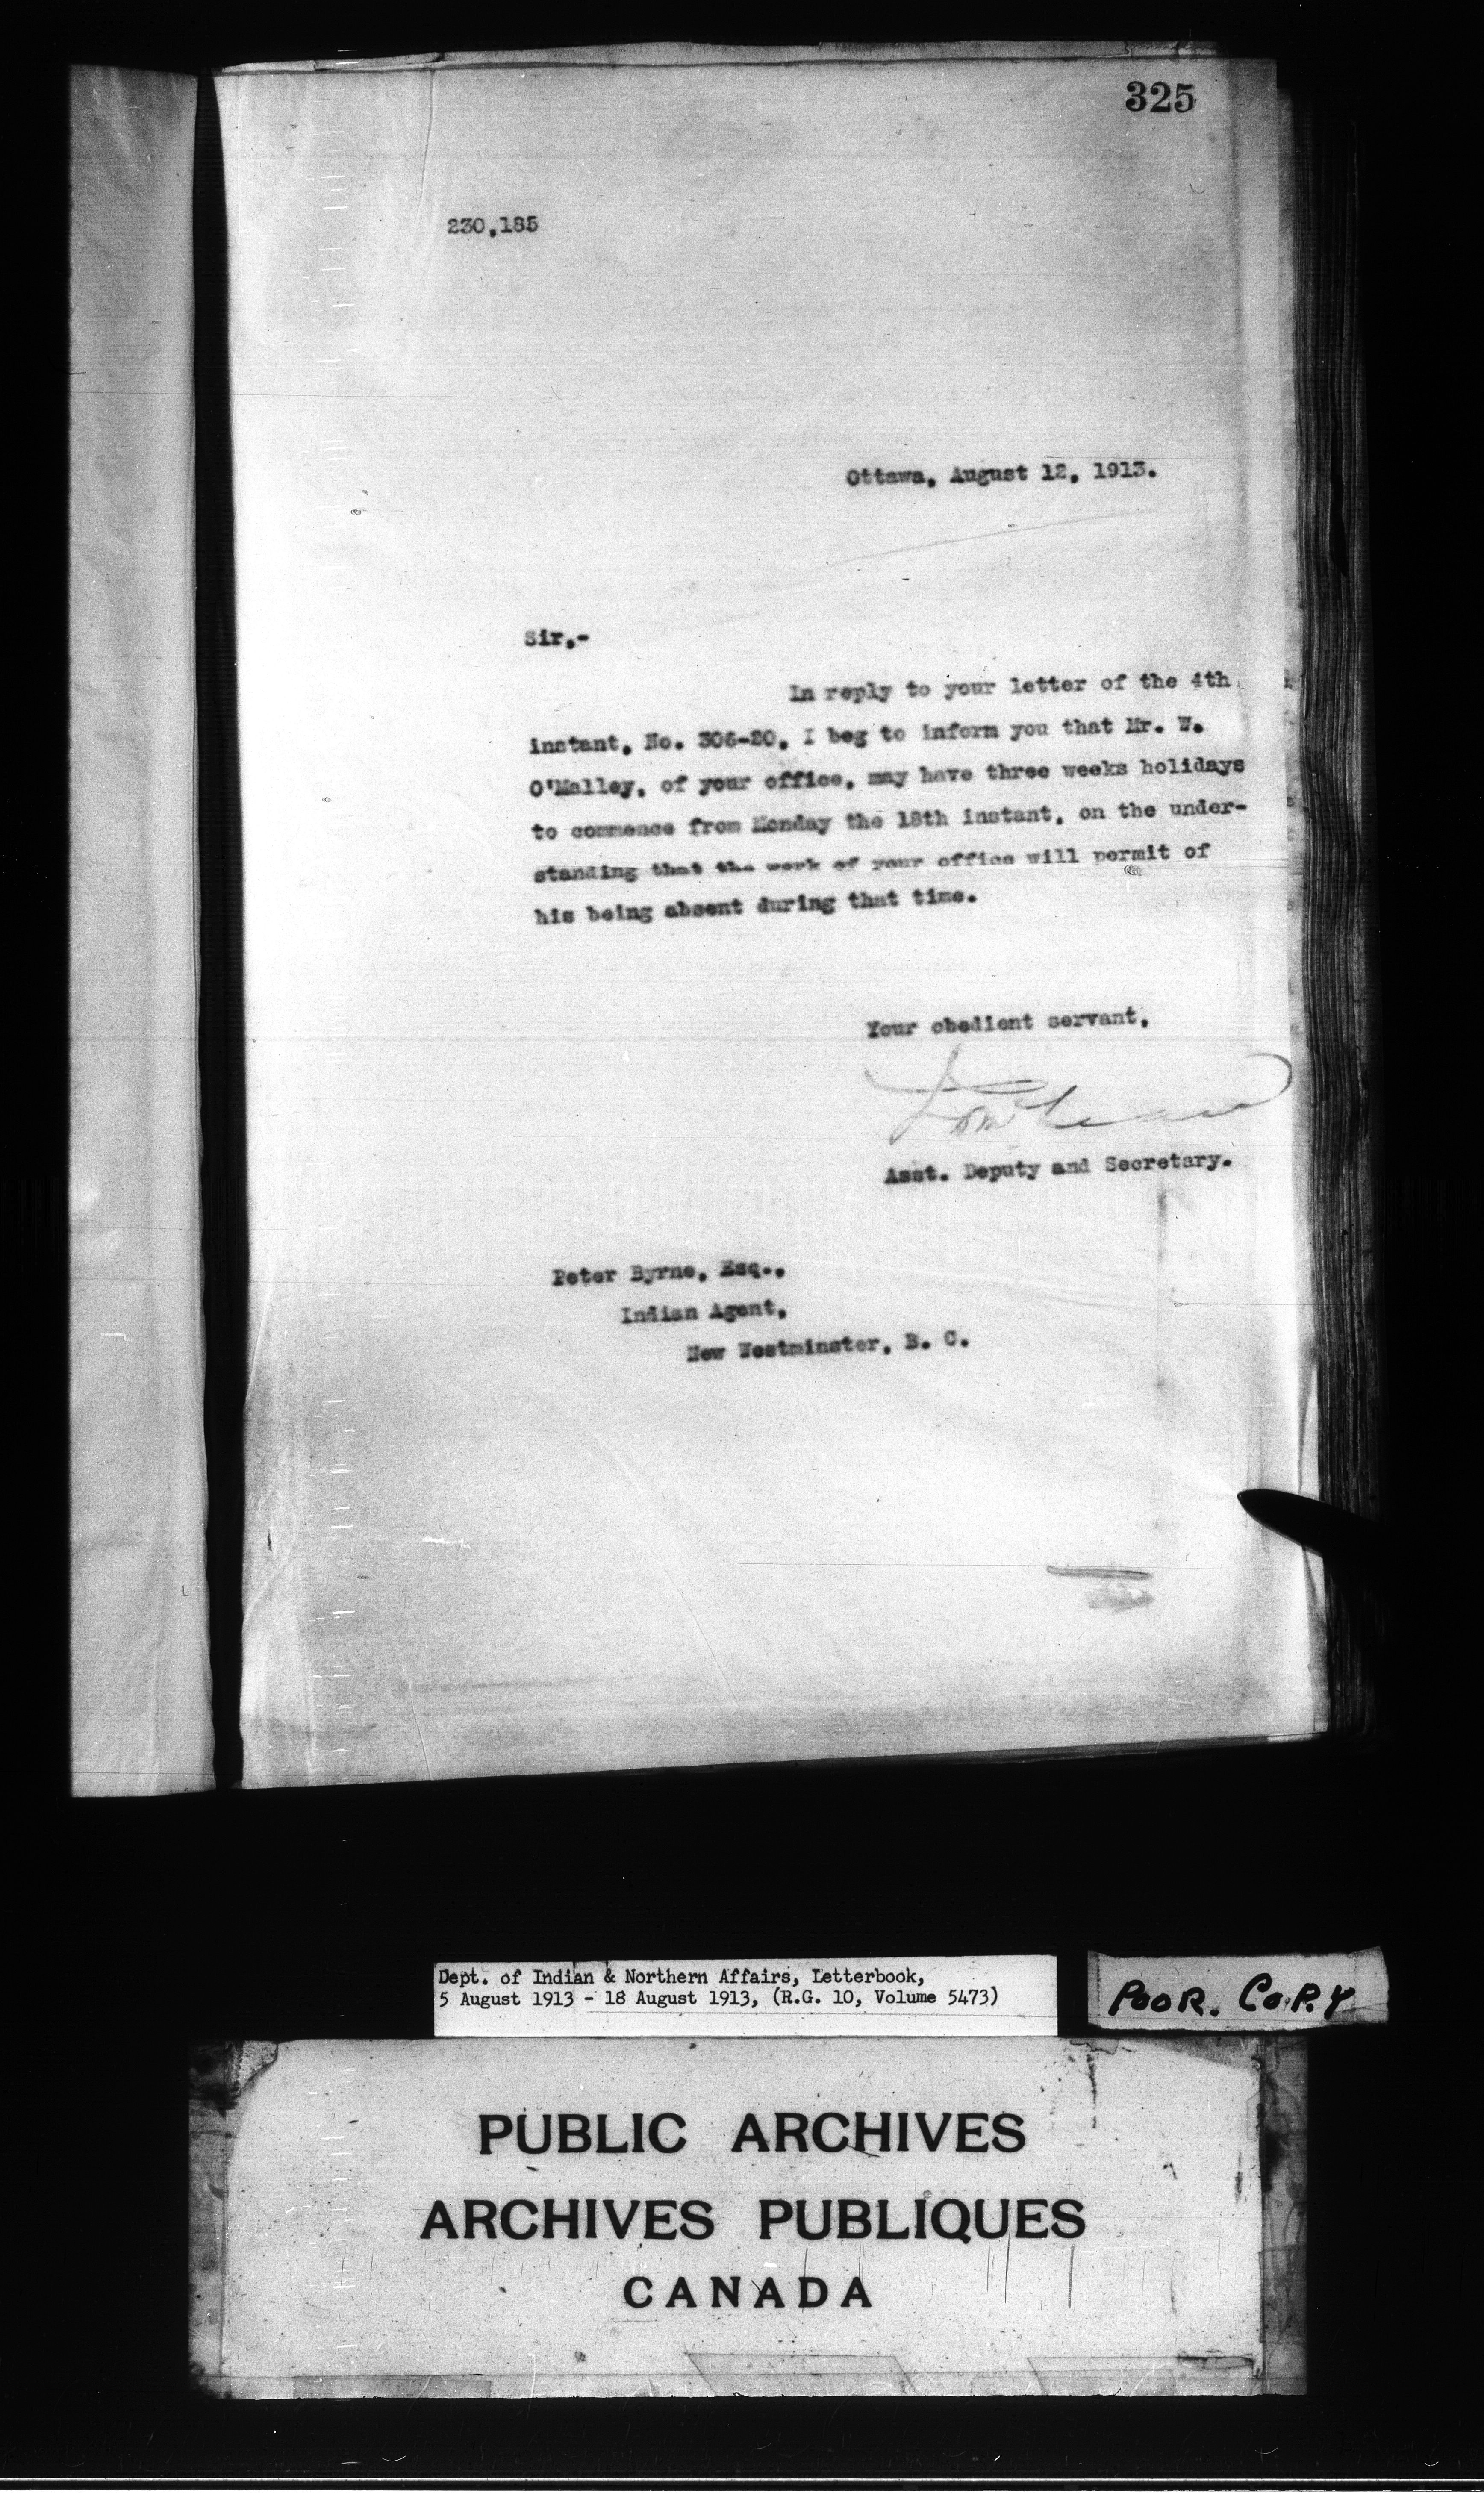 325
230,185
Ottawa, August 12, 1913.
Sir,-
In reply to your letter of the 4th
instant, No. 306-20, I beg to inform you that Mr. W.
O'Malley, of your office, may have three weeks holidays
to commence from Monday the 18th instant, on the under-
standing that the work of your office will permit of
his being absent during that time.
Your obedient servant,
Asst. Deputy and Secretary.
Peter Byrne, Esq.,
Indian Agent,
New Westminster, B. C.
Dept. of Indian & Northern Affairs, Letterbook,
5 August 1913 - 18 August 1913, (R.G. 10, Volume 5473)
POOR. COPY
PUBLIC ARCHIVES
ARCHIVES PUBLIQUES
CANADA